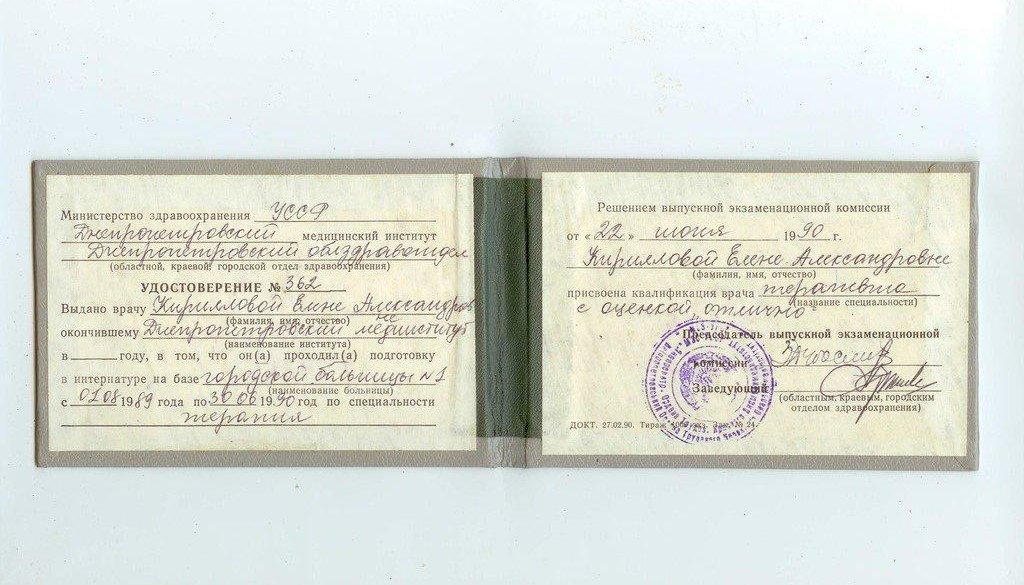 Министерство здравоохранения УССР
Днепропетровский медицинский институт
Днепропетровский облздравотдел
(областной, краевой, городской отдел здравоохранения)
УДОСТОВЕРЕНИЕ № 362
Выдано врачу Кирилловой Елене Александровне
(фамилия, имя, отчество)
окончившему Днепропетровский мединститут
(наименование института)
в году, в том, что он(а) проходил(а) подготовку
в интернатуре на базе городской больницы №1
(наименование больницы)
с 01 08 1989 года по 30 06 1990 год по специальности
терапия
Решением выпускной экзаменационной комиссии
от «22» июня 1990 г.
Кирилловой Елене Александровне
(фамилия, имя, отчество)
присвоена квалификация врача терапевта
(название специальности)
с оценкой отлично
Председатель выпускной экзаменационной
комиссии
Заведующий
(областным, краевым, городским
отделом здравоохранения)
ДОКТ. 27.02.90. Тираж Зак. № 24